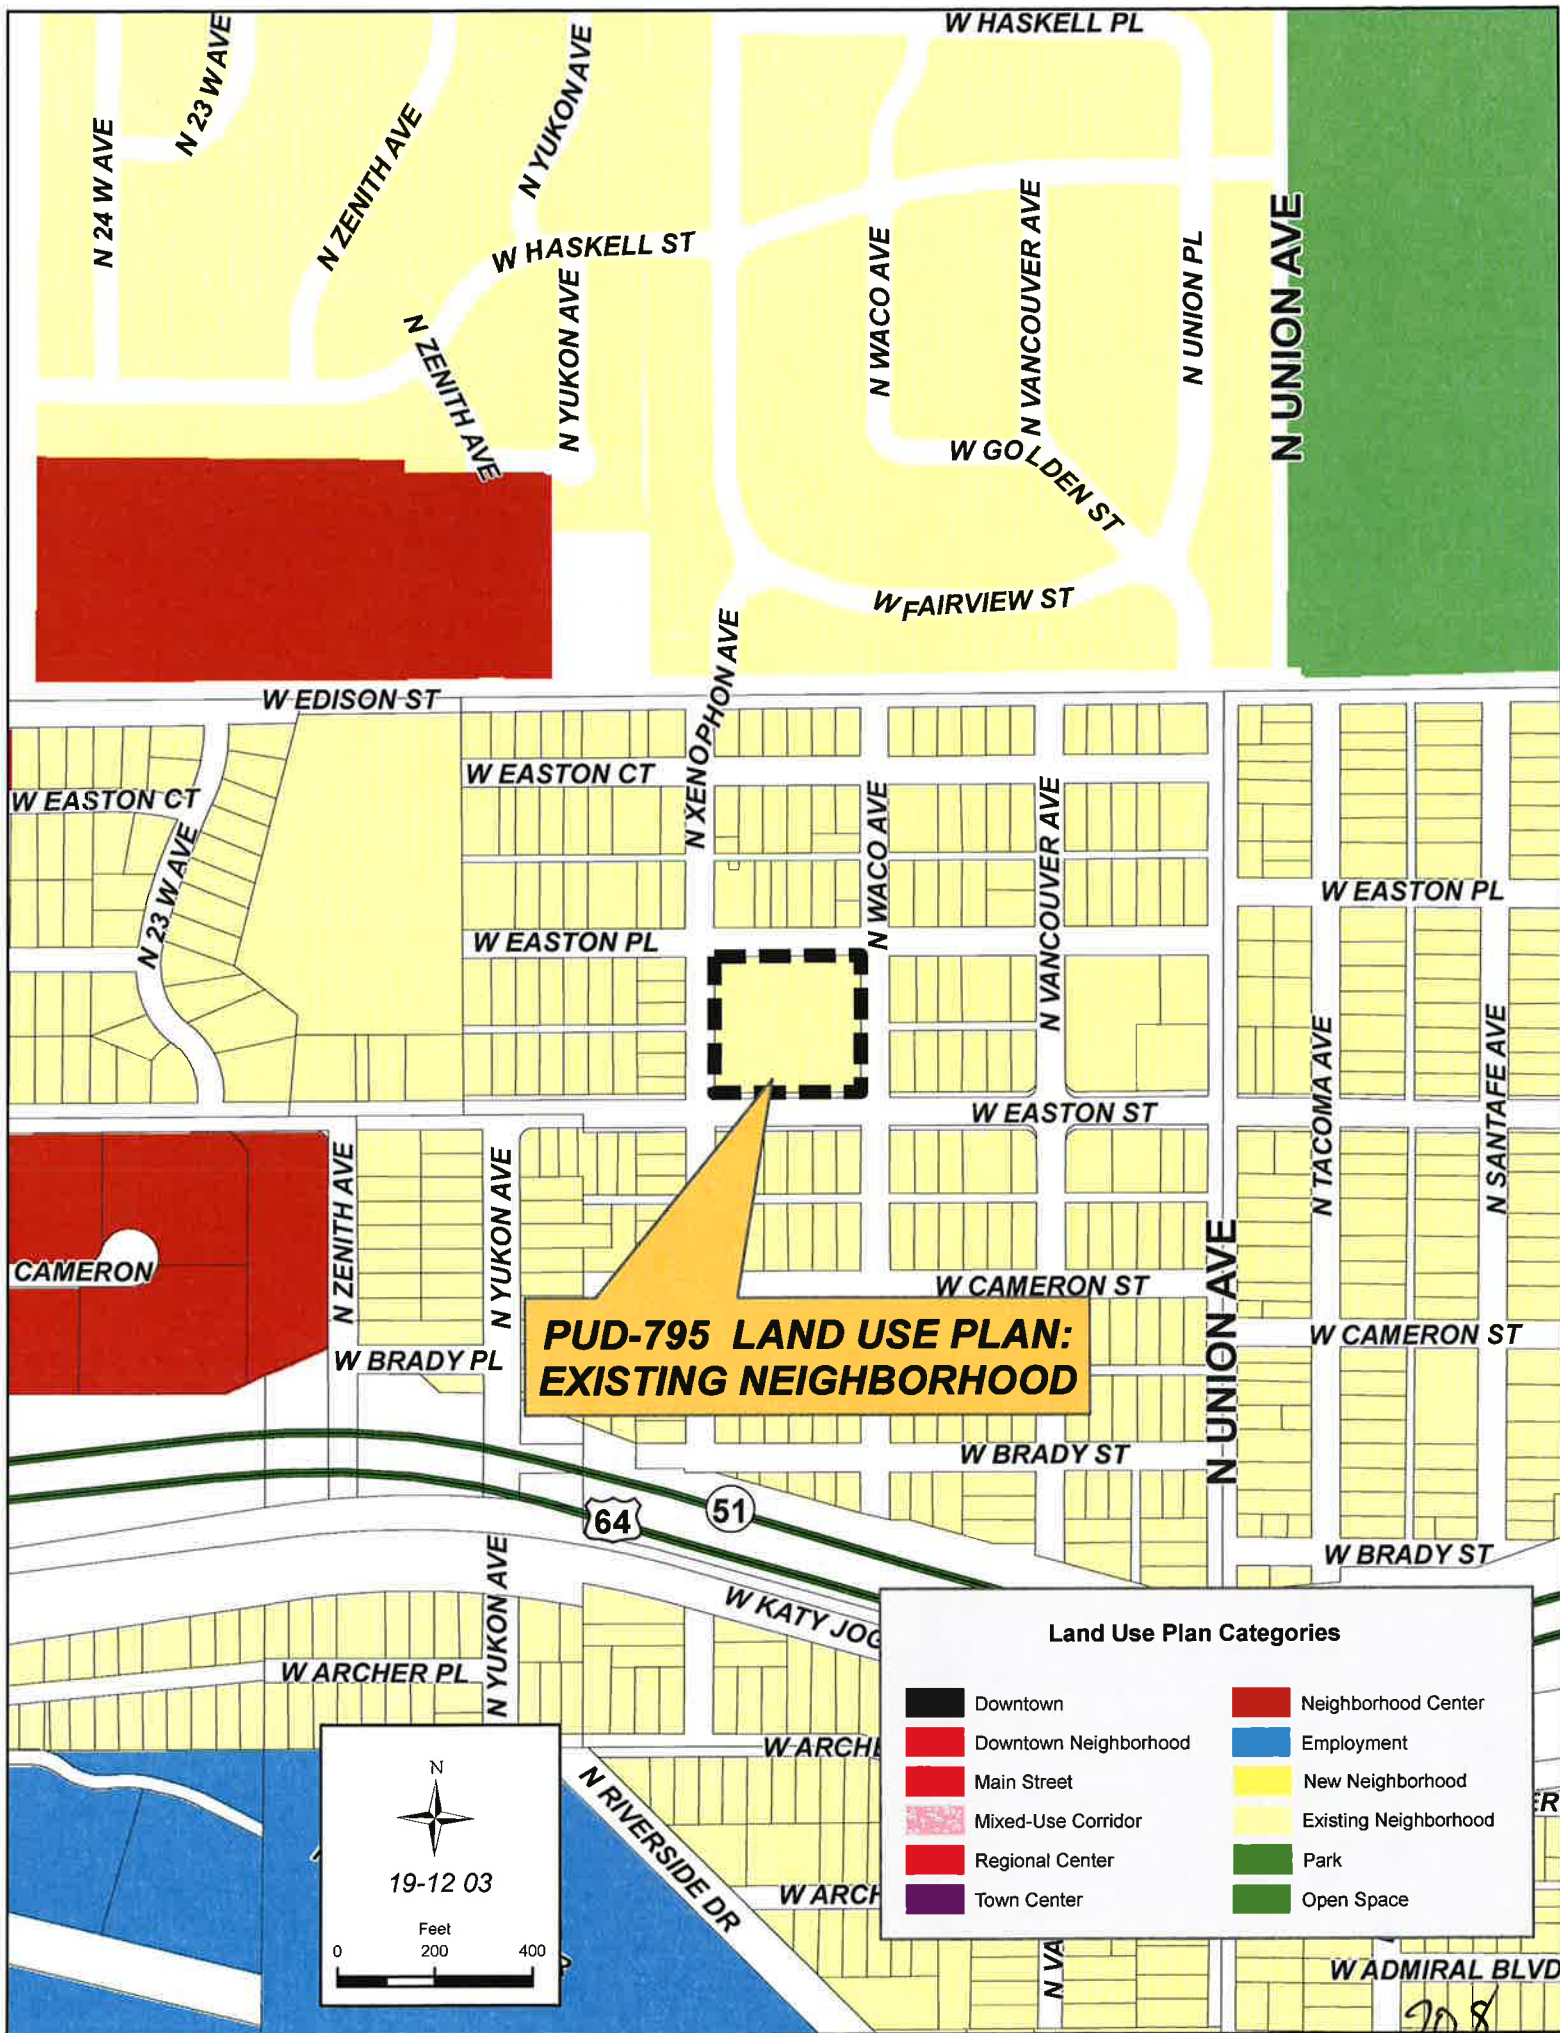 W HASKELL PL
N 23 W AVE
N YUKON AVE
N 24 W AVE
N ZENITH AVE
W HASKELL ST
N WACO AVE
N VANCOUVER AVE
N UNION PL
N UNION AVE
N ZENITH AVE
N YUKON AVE
W GOLDEN ST
W FAIRVIEW ST
N XENOPHON AVE
W EDISON ST
W EASTON CT
W EASTON CT
N 23 W AVE
N WACO AVE
N VANCOUVER AVE
W EASTON PL
W EASTON PL
W EASTON ST
N TACOMA AVE
N SANTAFE AVE
N ZENITH AVE
N YUKON AVE
CAMERON
W CAMERON ST
N UNION AVE
W CAMERON ST
PUD-795 LAND USE PLAN:
EXISTING NEIGHBORHOOD
W BRADY PL
W BRADY ST
64
51
W BRADY ST
N YUKON AVE
W KATY JOG
W ARCHER PL
W ARCHE
N RIVERSIDE DR
W ARCH
N VA
ER
W ADMIRAL BLVD
Land Use Plan Categories
Downtown
Downtown Neighborhood
Main Street
Mixed-Use Corridor
Regional Center
Town Center
Neighborhood Center
Employment
New Neighborhood
Existing Neighborhood
Park
Open Space
N
19-12 03
Feet
0 200 400